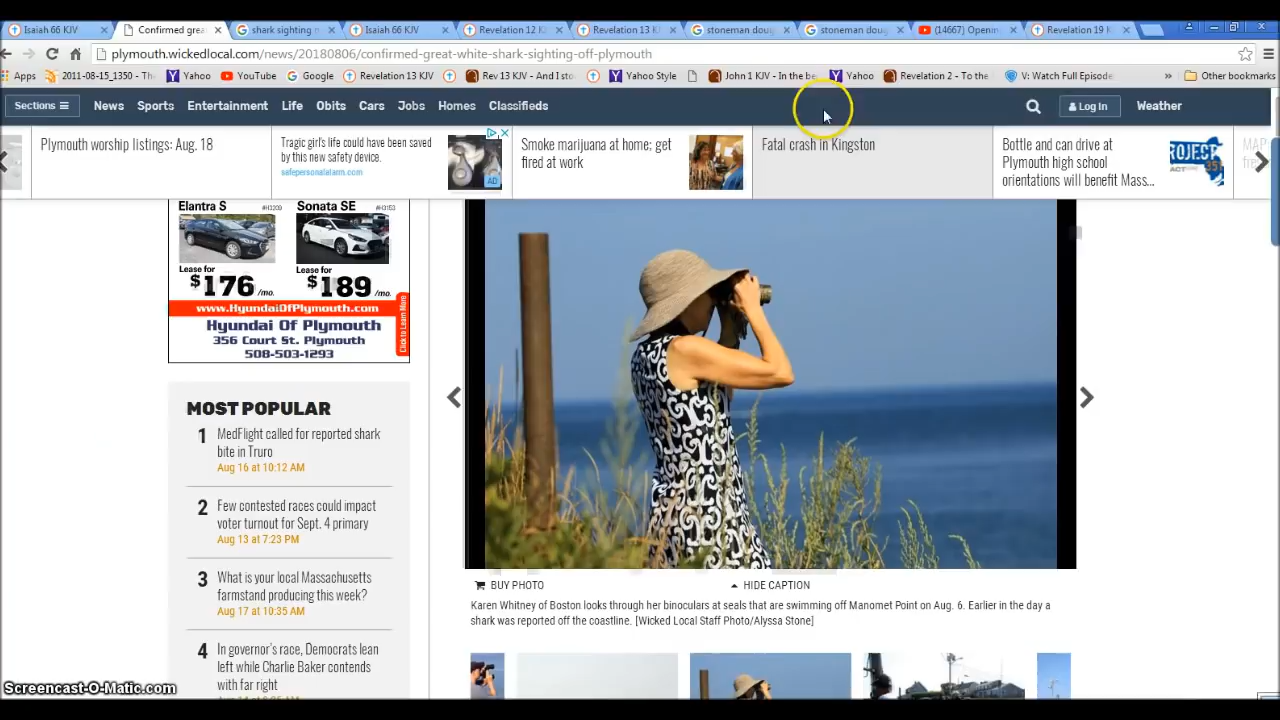 Isaiah 66 KJV
Confirmed grea
shark sighting n
Isaiah 66 KJV
Revelation 12 K
Revelation 13 K
stoneman doug
stoneman doug
(14667) Openin
Revelation 19 K
plymouth.wickedlocal.com/news/20180806/confirmed-great-white-shark-sighting-off-plymouth
Apps
2011-08-15_1350 - Th
Yahoo
YouTube
Google
Revelation 13 KJV
Rev 13 KJV - And I sto
Yahoo Style
John 1 KJV - In the be
Yahoo
Revelation 2 - To the
V: Watch Full Episode
»
Other bookmarks
Sections
News
Sports
Entertainment
Life
Obits
Cars
Jobs
Homes
Classifieds
Log In
Weather
Plymouth worship listings: Aug. 18
Tragic girl's life could have been saved
by this new safety device.
safepersonalalarm.com
AD
Smoke marijuana at home; get
fired at work
Fatal crash in Kingston
Bottle and can drive at
Plymouth high school
orientations will benefit Mass...
ROJEC
ACT
351
MAP
fre
Elantra S
#H3209
Sonata SE
#H3153
Lease for
$176/mo.
Lease for
$189/mo.
www.HyundaiOfPlymouth.com
Hyundai Of Plymouth
356 Court St. Plymouth
508-503-1293
Click to Learn More
MOST POPULAR
1 MedFlight called for reported shark
bite in Truro
Aug 16 at 10:12 AM
2 Few contested races could impact
voter turnout for Sept. 4 primary
Aug 13 at 7:23 PM
3 What is your local Massachusetts
farmstand producing this week?
Aug 17 at 10:35 AM
4 In governor's race, Democrats lean
left while Charlie Baker contends
with far right
BUY PHOTO
HIDE CAPTION
Karen Whitney of Boston looks through her binoculars at seals that are swimming off Manomet Point on Aug. 6. Earlier in the day a
shark was reported off the coastline. [Wicked Local Staff Photo/Alyssa Stone]
Screencast-O-Matic.com